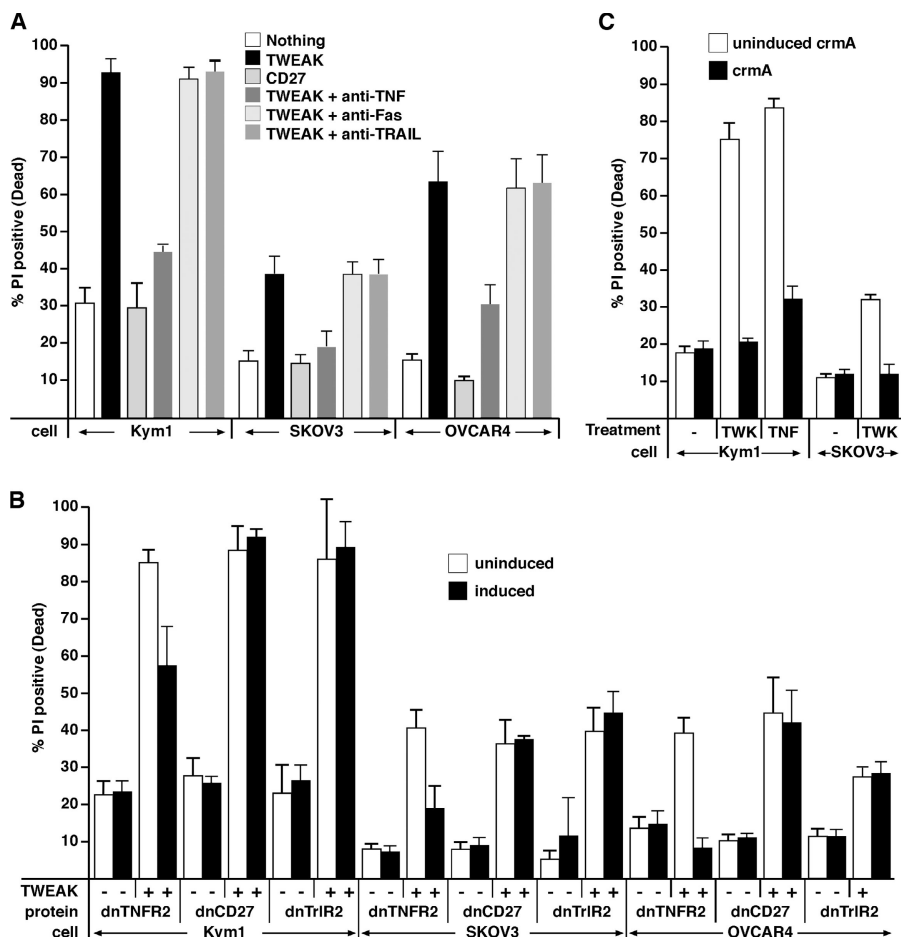 A
100
90
80
70
60
50
40
30
20
10
% PI positive (Dead)
Nothing
TWEAK
CD27
TWEAK + anti-TNF
TWEAK + anti-Fas
TWEAK + anti-TRAIL
cell Kym1 SKOV3 OVCAR4
C
100
90
80
70
60
50
40
30
20
10
% PI positive (Dead)
uninduced crmA
crmA
Treatment - TWK TNF - TWK
cell Kym1 SKOV3
B
100
90
80
70
60
50
40
30
20
10
% PI positive (Dead)
uninduced
induced
TWEAK - - + + - - + + - - + + - - + + - - + + - - + + - - + + - - + + - - +
protein dnTNFR2 dnCD27 dnTrlR2 dnTNFR2 dnCD27 dnTrlR2 dnTNFR2 dnCD27 dnTrlR2
cell Kym1 SKOV3 OVCAR4